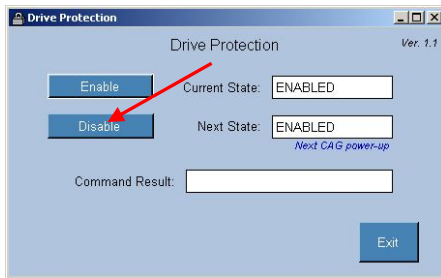 Drive Protection
Drive Protection
Ver. 1.1
Enable
Current State: ENABLED
Disable
Next State: ENABLED
Next CAG power-up
Command Result:
Exit